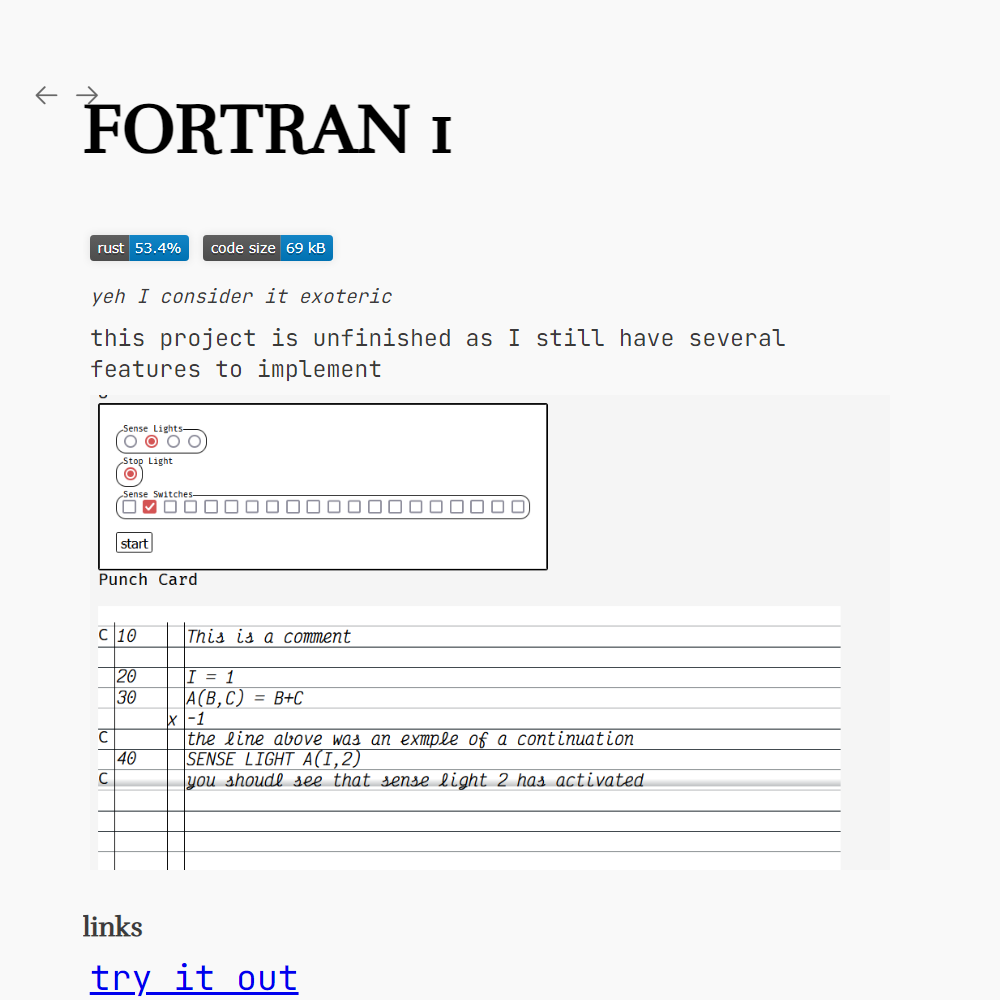 FORTRAN I
rust 53.4% code size 69 kB
yeh I consider it exoteric
this project is unfinished as I still have several
features to implement
Sense Lights
Stop Light
Sense Switches
start
Punch Card
C 10 This is a comment
20 I = 1
30 A(B,C) = B+C
x -1
C the line above was an exmple of a continuation
40 SENSE LIGHT A(I,2)
C you shoudl see that sense light 2 has activated
links
try it out